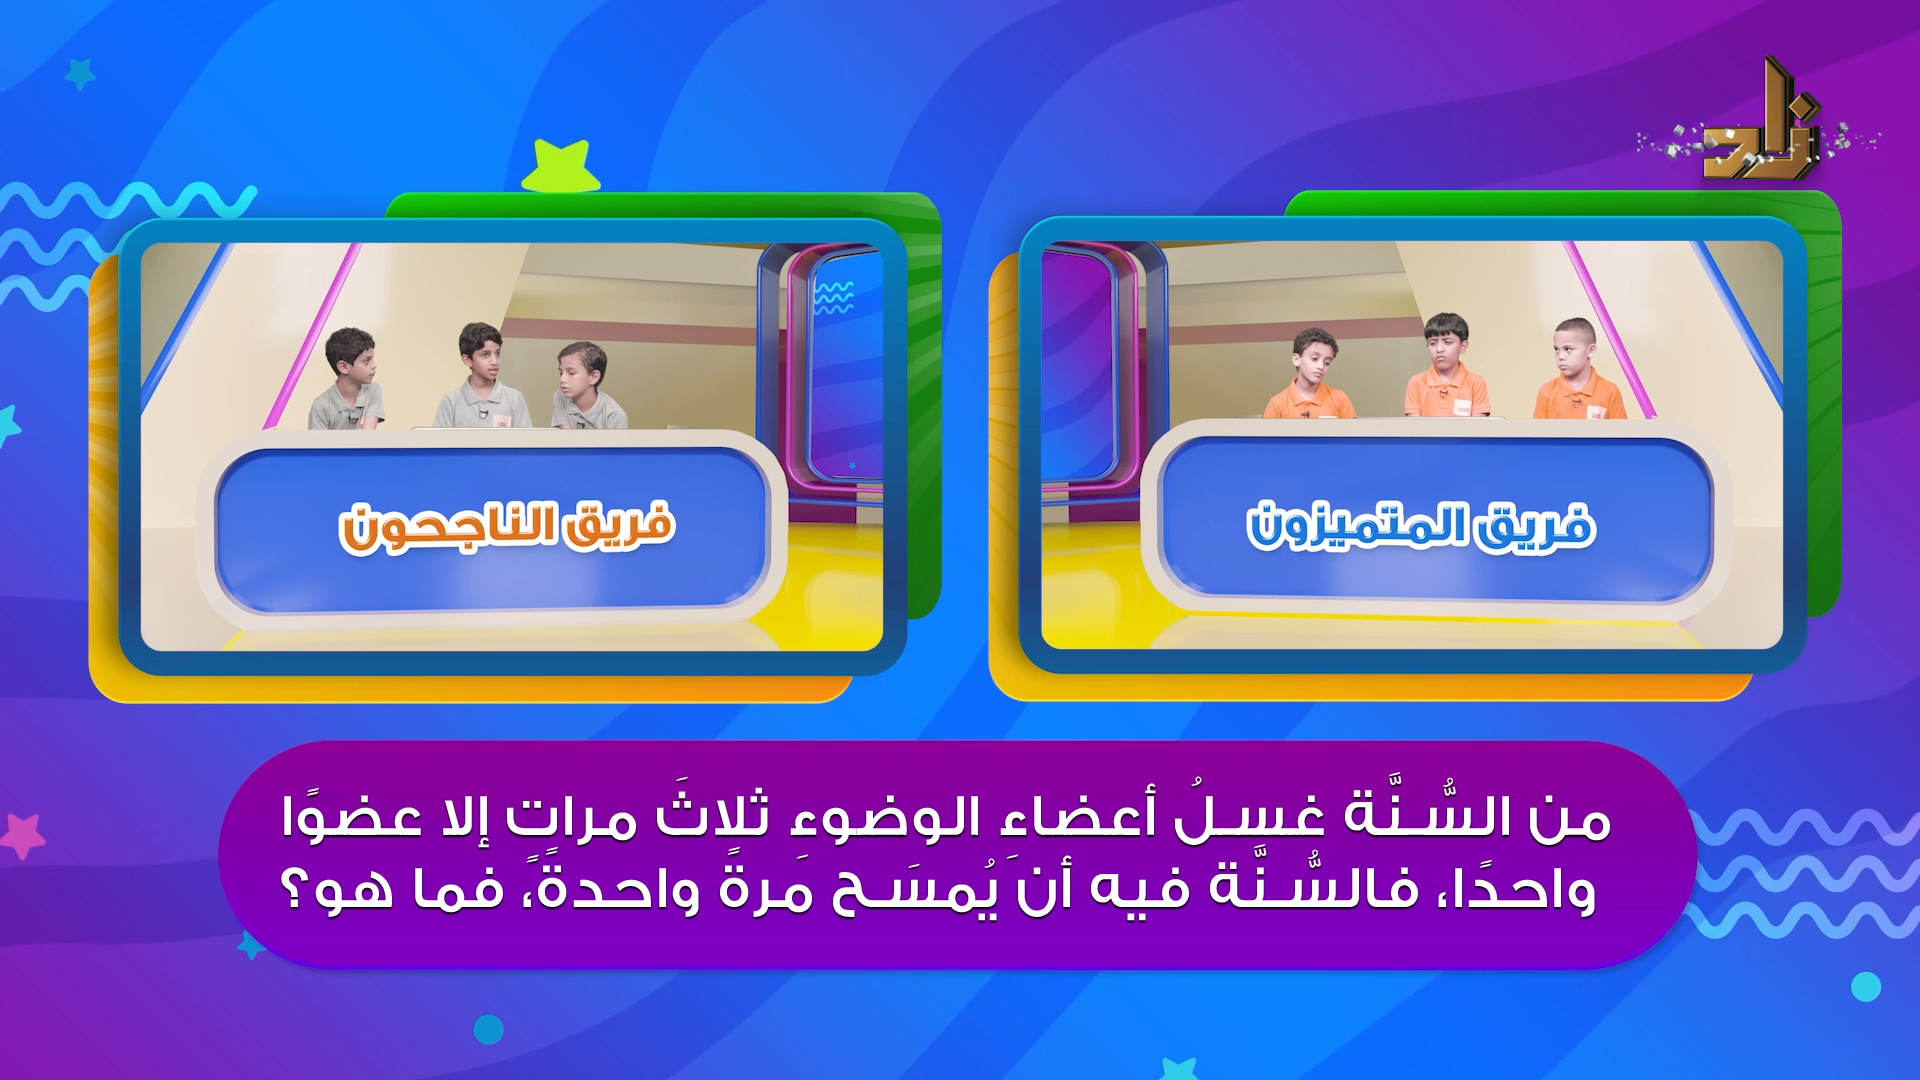 زاد
فريق المتميزون
فريق الناجحون
من السُّنَّة غسلُ أعضاءِ الوضوءِ ثلاثَ مراتٍ إلا عضوًا
واحدًا، فالسُّنَّة فيه أن يُمسَح مَرةً واحدةً، فما هو؟